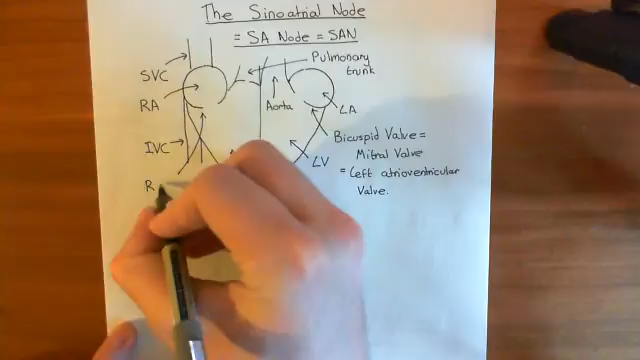 The Sinoatrial Node
= SA Node = SAN
Pulmonary
trunk
SVC
RA
Aorta
LA
IVC
Bicuspid Valve =
Mitral Valve
= Left atrioventricular
Valve.
LV
R